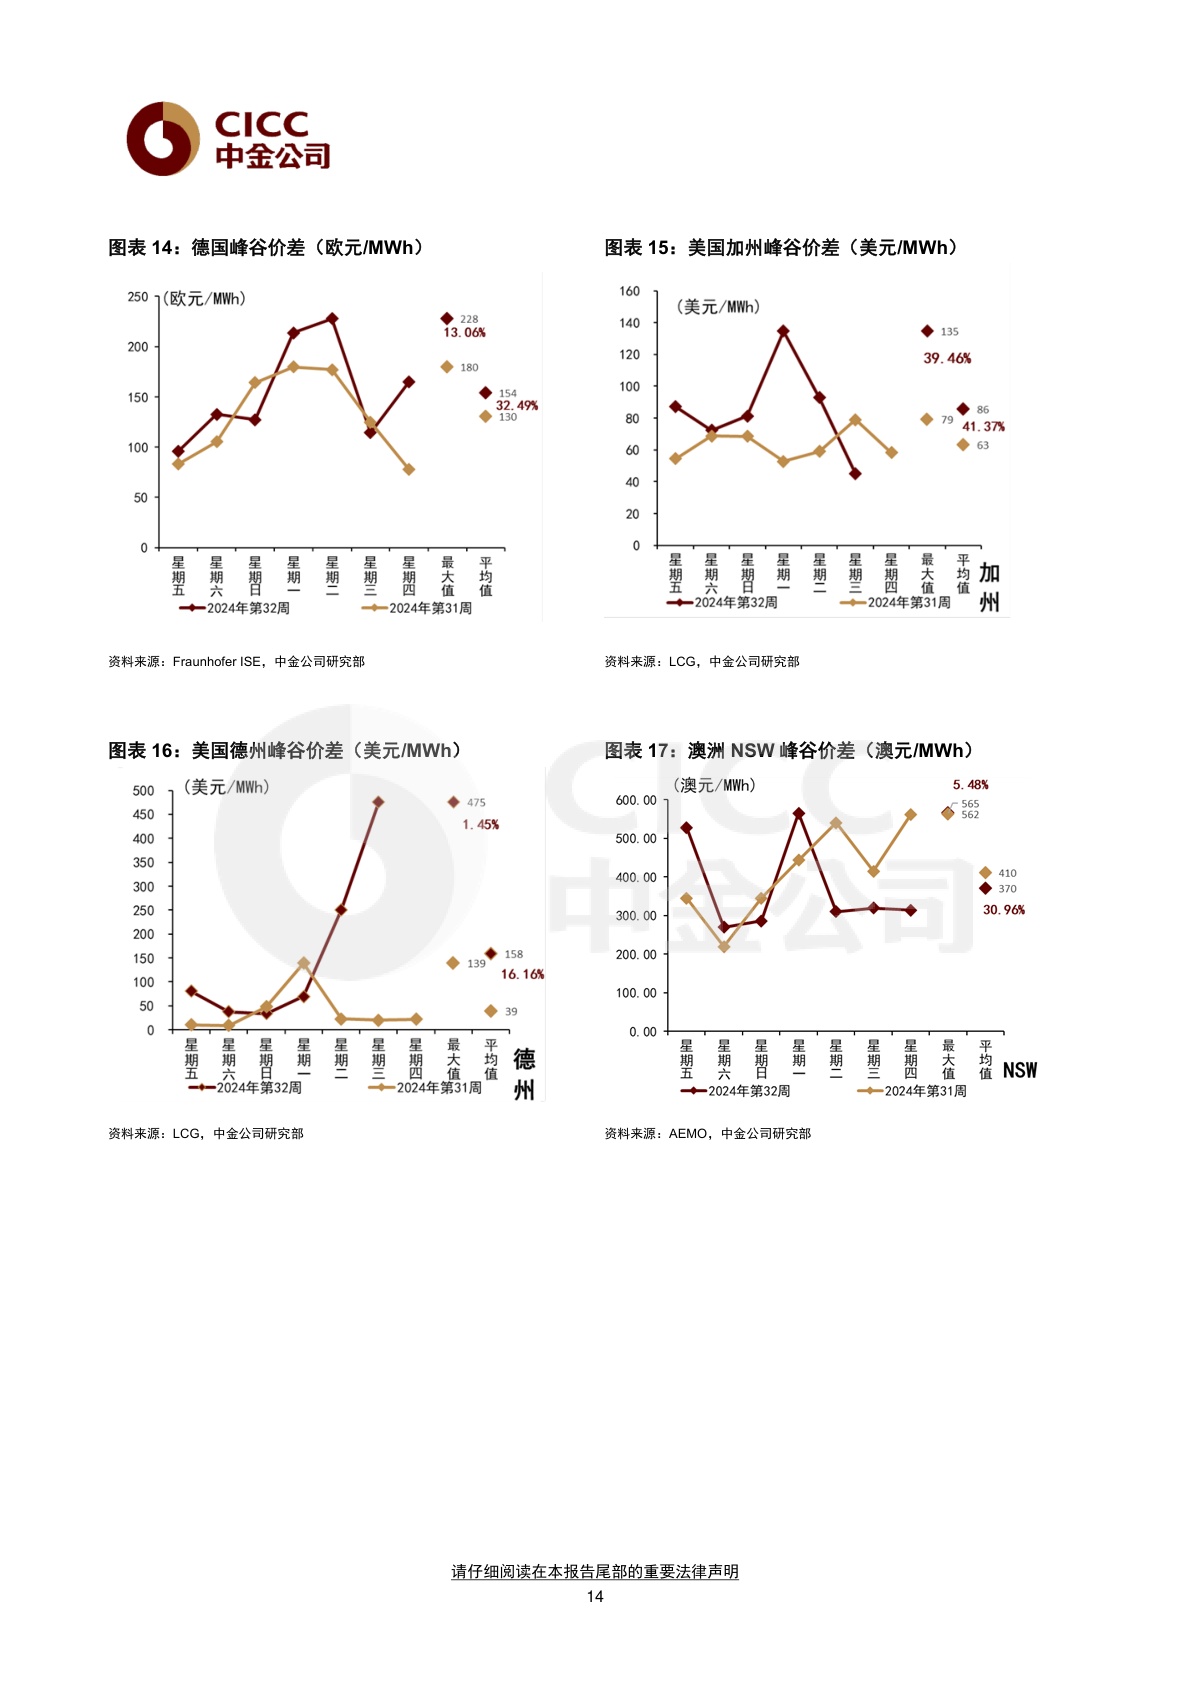 CICC
中金公司
图表 14：德国峰谷价差（欧元/MWh）
(欧元/MWh)
250
200
150
100
50
0
228
13.06%
180
154
32.49%
130
星期五 星期六 星期日 星期一 星期二 星期三 星期四 最大值 平均值
2024年第32周 2024年第31周
资料来源：Fraunhofer ISE，中金公司研究部
图表 15：美国加州峰谷价差（美元/MWh）
(美元/MWh)
160
140
120
100
80
60
40
20
0
135
39.46%
79
86
41.37%
63
星期五 星期六 星期日 星期一 星期二 星期三 星期四 最大值 平均值
加州
2024年第32周 2024年第31周
资料来源：LCG，中金公司研究部
图表 16：美国德州峰谷价差（美元/MWh）
(美元/MWh)
500
450
400
350
300
250
200
150
100
50
0
475
1.45%
139
158
16.16%
39
星期五 星期六 星期日 星期一 星期二 星期三 星期四 最大值 平均值
德州
2024年第32周 2024年第31周
资料来源：LCG，中金公司研究部
图表 17：澳洲 NSW 峰谷价差（澳元/MWh）
(澳元/MWh)
600.00
500.00
400.00
300.00
200.00
100.00
0.00
5.48%
565
562
410
370
30.96%
星期五 星期六 星期日 星期一 星期二 星期三 星期四 最大值 平均值
NSW
2024年第32周 2024年第31周
资料来源：AEMO，中金公司研究部
CICC
中金公司
请仔细阅读在本报告尾部的重要法律声明
14